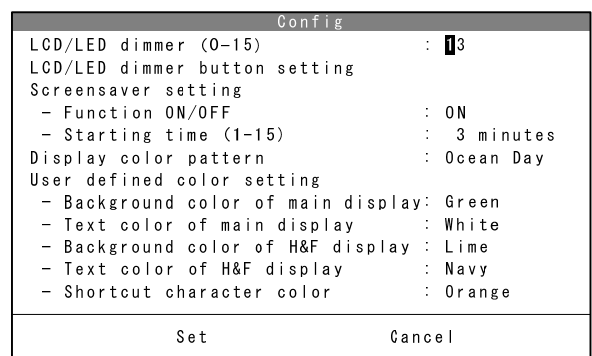 Config
LCD/LED dimmer (0–15) : 13
LCD/LED dimmer button setting
Screensaver setting
– Function ON/OFF : ON
– Starting time (1–15) : 3 minutes
Display color pattern : Ocean Day
User defined color setting
– Background color of main display: Green
– Text color of main display : White
– Background color of H&F display : Lime
– Text color of H&F display : Navy
– Shortcut character color : Orange
Set Cancel